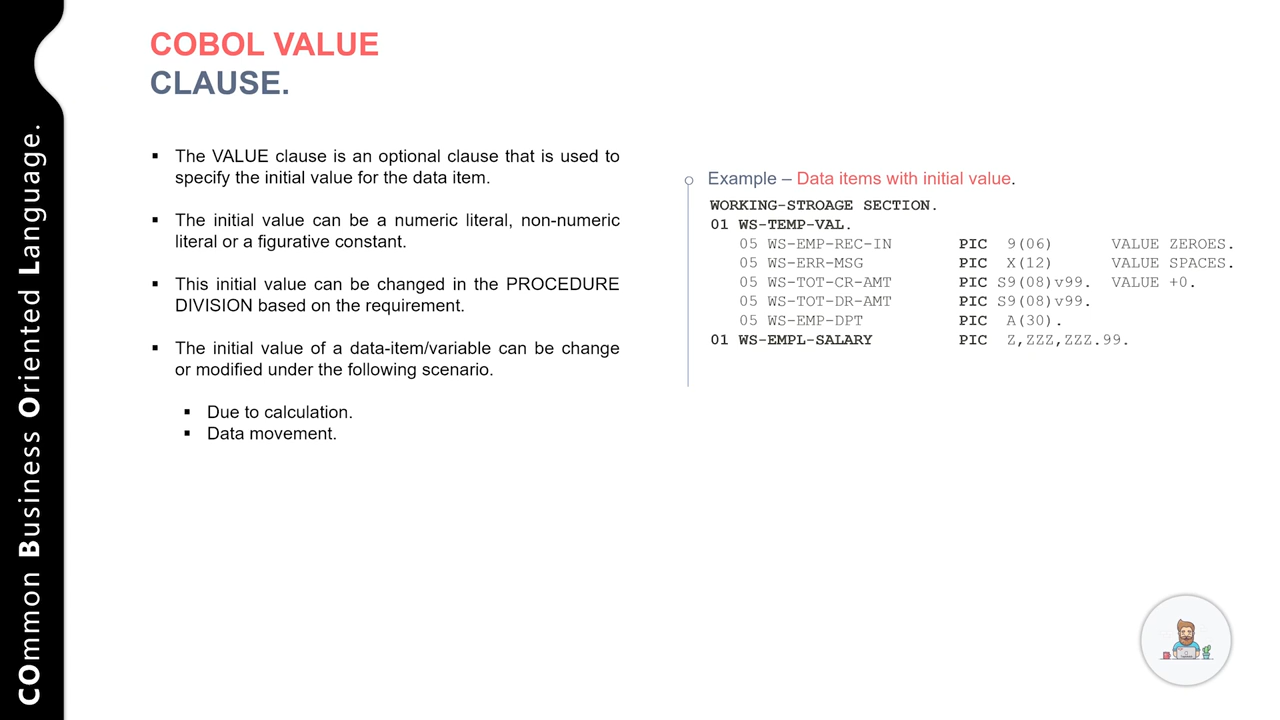 COmmon Business Oriented Language.
COBOL VALUE
CLAUSE.
▪ The VALUE clause is an optional clause that is used to
specify the initial value for the data item.
▪ The initial value can be a numeric literal, non-numeric
literal or a figurative constant.
▪ This initial value can be changed in the PROCEDURE
DIVISION based on the requirement.
▪ The initial value of a data-item/variable can be change
or modified under the following scenario.
▪ Due to calculation.
▪ Data movement.
Example – Data items with initial value.
WORKING-STROAGE SECTION.
01 WS-TEMP-VAL.
05 WS-EMP-REC-IN PIC 9(06) VALUE ZEROES.
05 WS-ERR-MSG PIC X(12) VALUE SPACES.
05 WS-TOT-CR-AMT PIC S9(08)v99. VALUE +0.
05 WS-TOT-DR-AMT PIC S9(08)v99.
05 WS-EMP-DPT PIC A(30).
01 WS-EMPL-SALARY PIC Z,ZZZ,ZZZ.99.